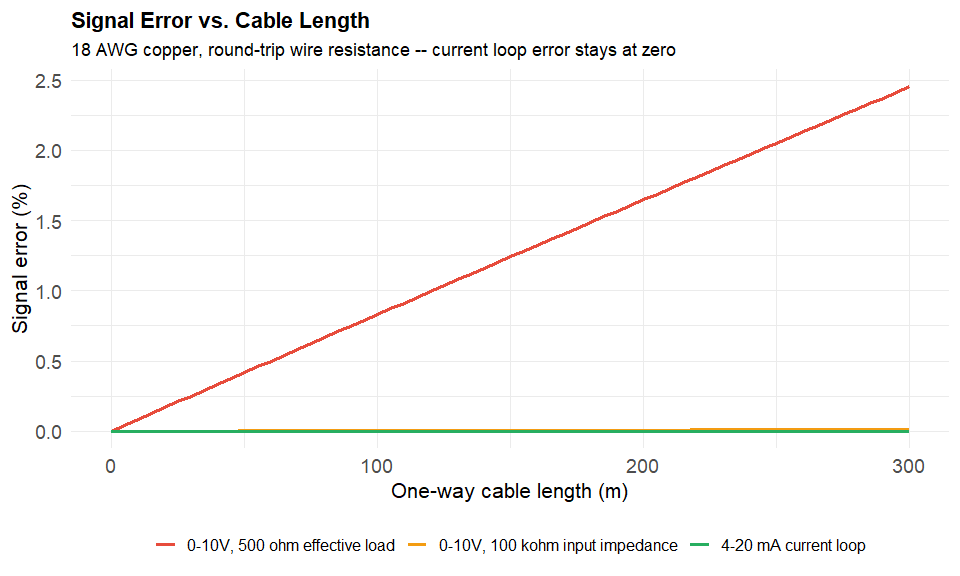 Signal Error vs. Cable Length
18 AWG copper, round-trip wire resistance -- current loop error stays at zero
2.5
2.0
1.5
1.0
0.5
0.0
Signal error (%)
0 100 200 300
One-way cable length (m)
0-10V, 500 ohm effective load 0-10V, 100 kohm input impedance 4-20 mA current loop